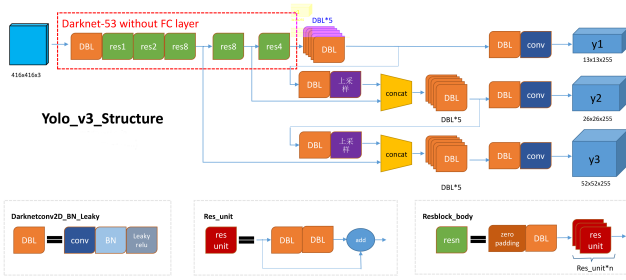 Darknet-53 without FC layer
DBL*5
DBL
res1
res2
res8
res8
res4
DBL
DBL
conv
y1
416x416x3
13x13x255
DBL
上采样
concat
DBL
DBL
conv
y2
DBL*5
26x26x255
Yolo_v3_Structure
DBL
上采样
concat
DBL
DBL
conv
y3
DBL*5
52x52x255
Darknetconv2D_BN_Leaky
DBL
conv
BN
Leaky
relu
Res_unit
res
unit
DBL
DBL
add
Resblock_body
resn
zero
padding
DBL
res
unit
Res_unit*n